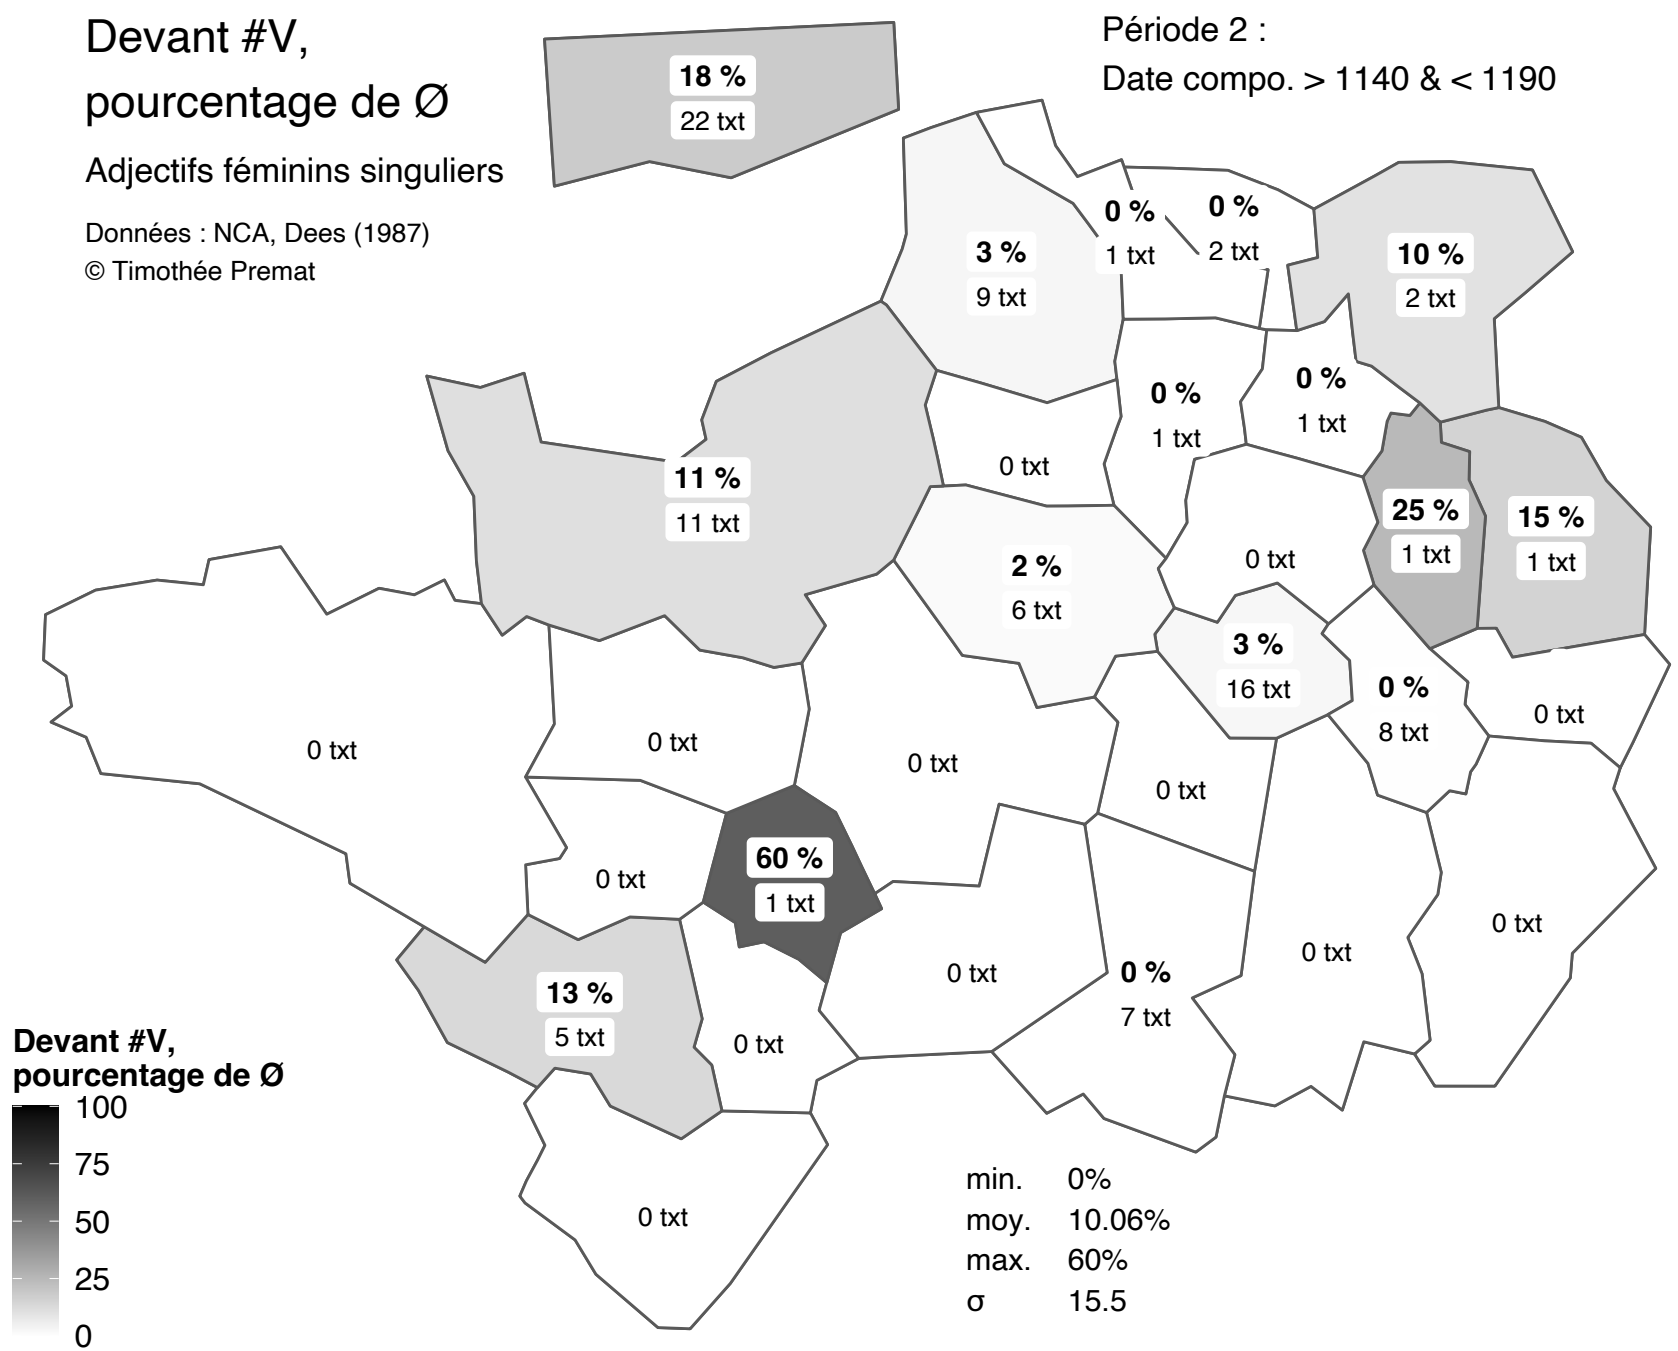 Devant #V,
pourcentage de Ø
Adjectifs féminins singuliers
Données : NCA, Dees (1987)
© Timothée Premat
Période 2 :
Date compo. > 1140 & < 1190
18 %
22 txt
3 %
9 txt
0 %
1 txt
0 %
2 txt
10 %
2 txt
11 %
11 txt
0 txt
0 %
1 txt
0 %
1 txt
25 %
1 txt
15 %
1 txt
2 %
6 txt
0 txt
3 %
16 txt
0 %
8 txt
0 txt
0 txt
0 txt
0 txt
0 txt
60 %
1 txt
0 txt
0 txt
0 %
7 txt
0 txt
0 txt
13 %
5 txt
0 txt
0 txt
Devant #V,
pourcentage de Ø
100
75
50
25
0
min. 0%
moy. 10.06%
max. 60%
σ 15.5